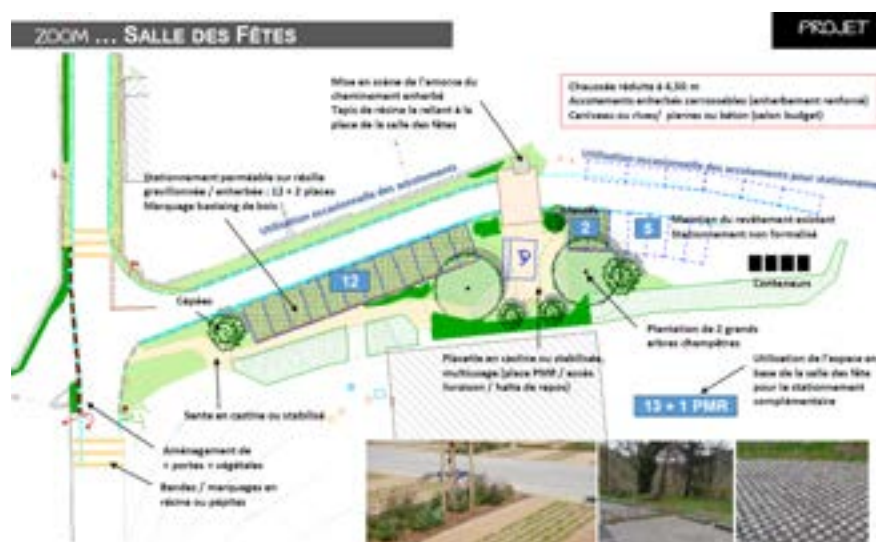 ZOOM ... SALLE DES FÊTES
PROJET
Mise en scène de l'amorce du
cheminement enherbé
Tapis de résine le reliant à la
place de la salle des fêtes
Chaussée réduite à 4,50 m
Accotements enherbés carrossables (enherbement renforcé)
Caniveau ou rives/ pierres ou béton (selon budget)
Stationnement perméable sur résille
gravillonnée / enherbée : 12 + 2 places
Marquage bastaing de bois
Utilisation occasionnelle des accotements
Utilisation occasionnelle des accotements pour stationnement
2
5
Maintien du revêtement existant
Stationnement non formalisé
12
Conteneurs
Cépées
Plantation de 2 grands
arbres champêtres
Placette en castine ou stabilisée,
multiusage (place PMR / accès
livraison / halte de repos)
Utilisation de l'espace en
base de la salle des fête
pour le stationnement
complémentaire
13 + 1 PMR
Sente en castine ou stabilisé
Aménagement de
« portes » végétales
Bandes / marquages en
résine ou pépites